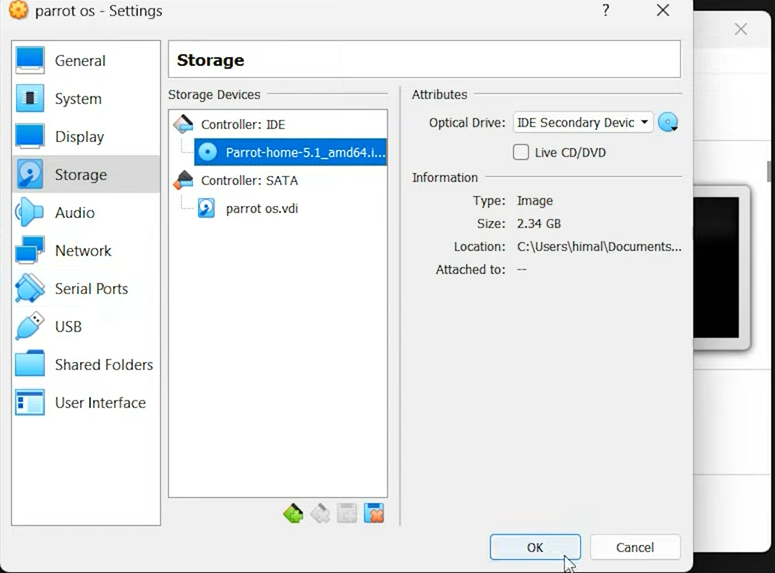 parrot os - Settings
?
General
System
Display
Storage
Audio
Network
Serial Ports
USB
Shared Folders
User Interface
Storage
Storage Devices
Controller: IDE
Parrot-home-5.1_amd64.i...
Controller: SATA
parrot os.vdi
Attributes
Optical Drive: IDE Secondary Devic
Live CD/DVD
Information
Type: Image
Size: 2.34 GB
Location: C:\Users\himal\Documents...
Attached to: --
OK
Cancel